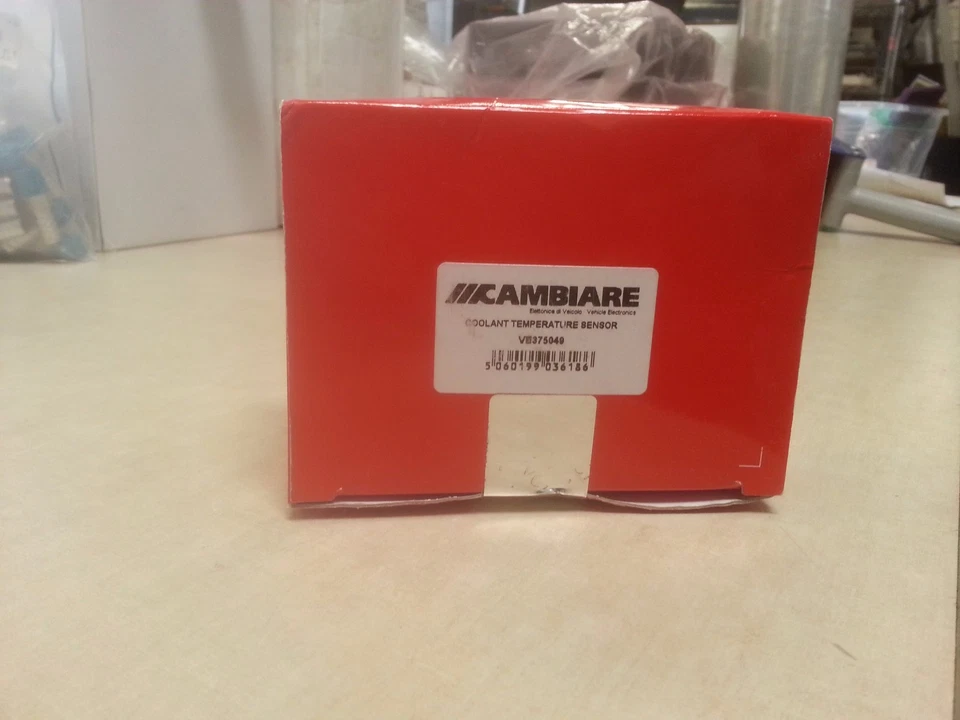 CAMBIARE
Elettronica di Veicolo . Vehicle Electronics
COOLANT TEMPERATURE SENSOR
VE375049
5 060199 036186